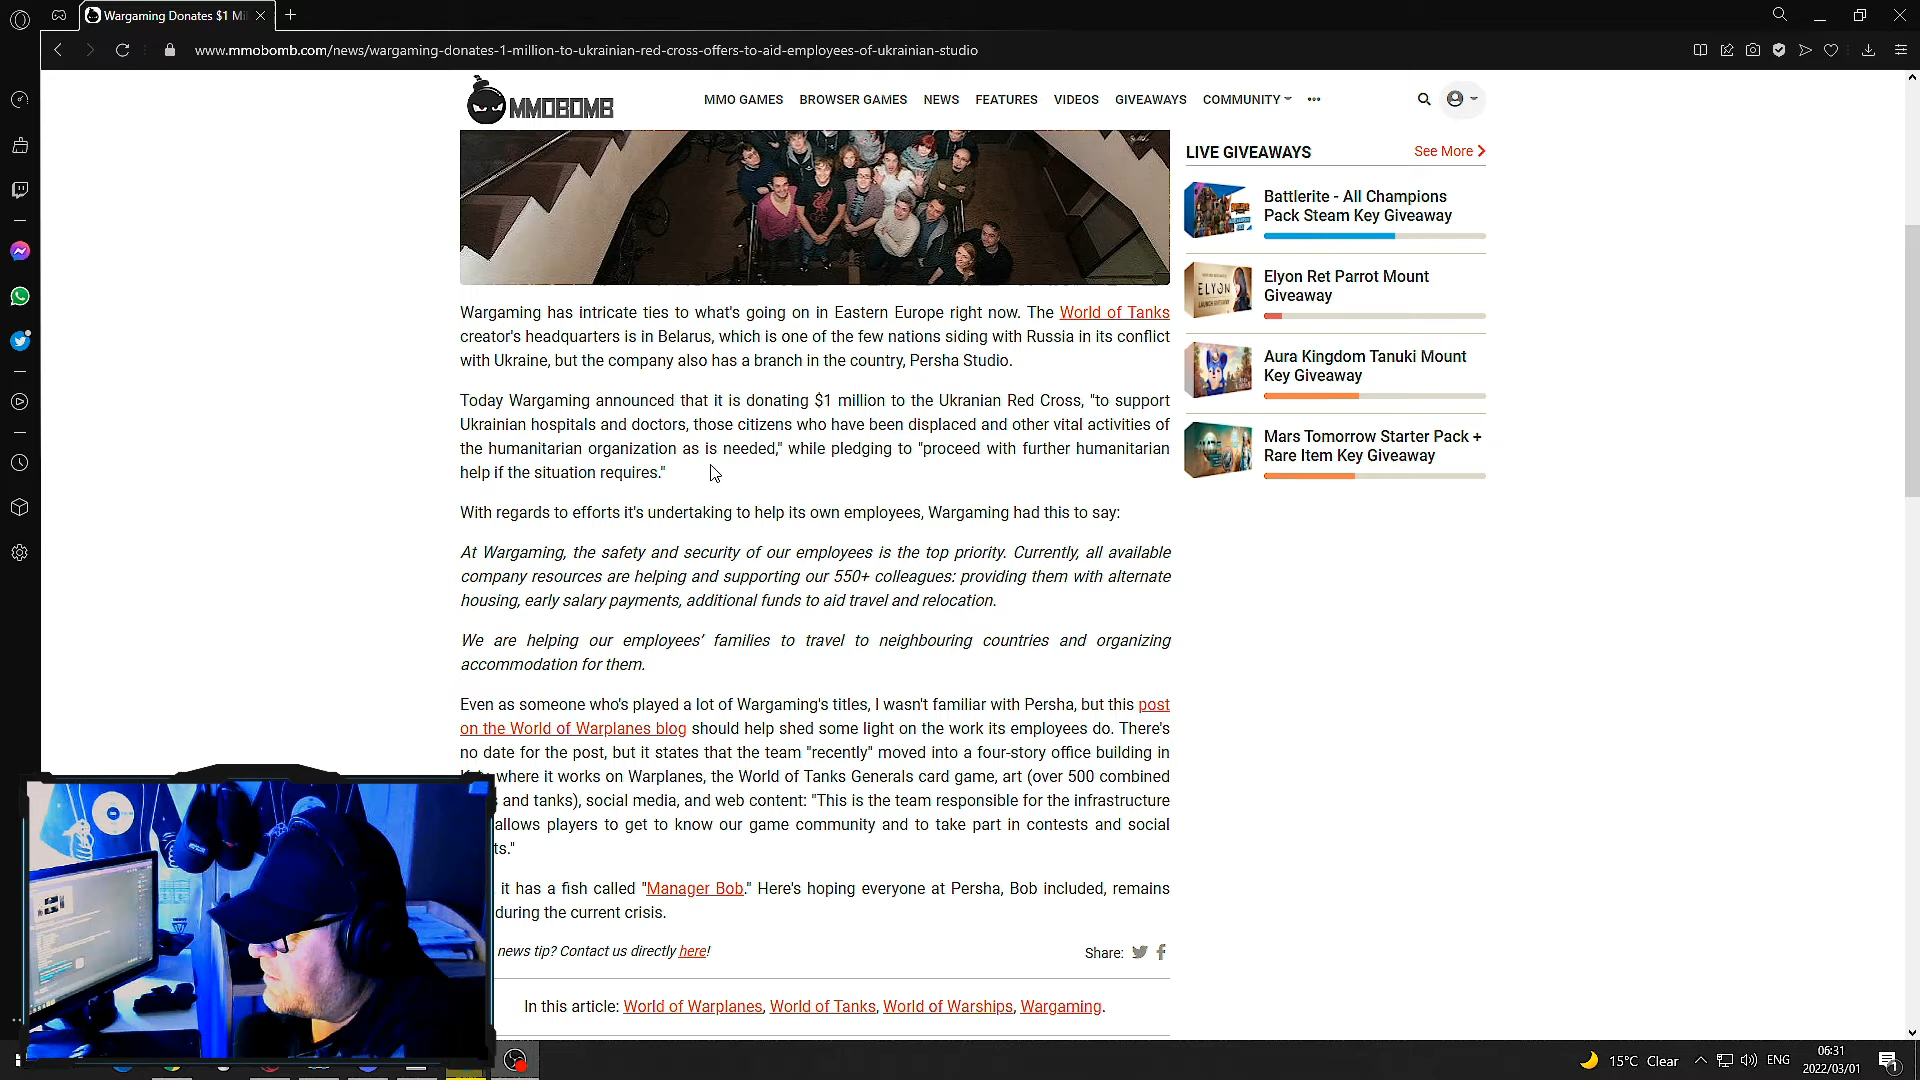 Wargaming Donates $1 Mil
www.mmobomb.com/news/wargaming-donates-1-million-to-ukrainian-red-cross-offers-to-aid-employees-of-ukrainian-studio
MMOBOMB
MMO GAMES BROWSER GAMES NEWS FEATURES VIDEOS GIVEAWAYS COMMUNITY
Wargaming has intricate ties to what's going on in Eastern Europe right now. The World of Tanks
creator's headquarters is in Belarus, which is one of the few nations siding with Russia in its conflict
with Ukraine, but the company also has a branch in the country, Persha Studio.
Today Wargaming announced that it is donating $1 million to the Ukranian Red Cross, "to support
Ukrainian hospitals and doctors, those citizens who have been displaced and other vital activities of
the humanitarian organization as is needed," while pledging to "proceed with further humanitarian
help if the situation requires."
With regards to efforts it's undertaking to help its own employees, Wargaming had this to say:
At Wargaming, the safety and security of our employees is the top priority. Currently, all available
company resources are helping and supporting our 550+ colleagues: providing them with alternate
housing, early salary payments, additional funds to aid travel and relocation.
We are helping our employees' families to travel to neighbouring countries and organizing
accommodation for them.
Even as someone who's played a lot of Wargaming's titles, I wasn't familiar with Persha, but this post
on the World of Warplanes blog should help shed some light on the work its employees do. There's
no date for the post, but it states that the team "recently" moved into a four-story office building in
where it works on Warplanes, the World of Tanks Generals card game, art (over 500 combined
and tanks), social media, and web content: "This is the team responsible for the infrastructure
allows players to get to know our game community and to take part in contests and social
ts."
it has a fish called "Manager Bob." Here's hoping everyone at Persha, Bob included, remains
during the current crisis.
news tip? Contact us directly here!
Share:
In this article: World of Warplanes, World of Tanks, World of Warships, Wargaming.
LIVE GIVEAWAYS
See More
Battlerite - All Champions
Pack Steam Key Giveaway
ELYON
Elyon Ret Parrot Mount
Giveaway
Aura Kingdom Tanuki Mount
Key Giveaway
Mars Tomorrow Starter Pack +
Rare Item Key Giveaway
15°C Clear
ENG
06:31
2022/03/01
1